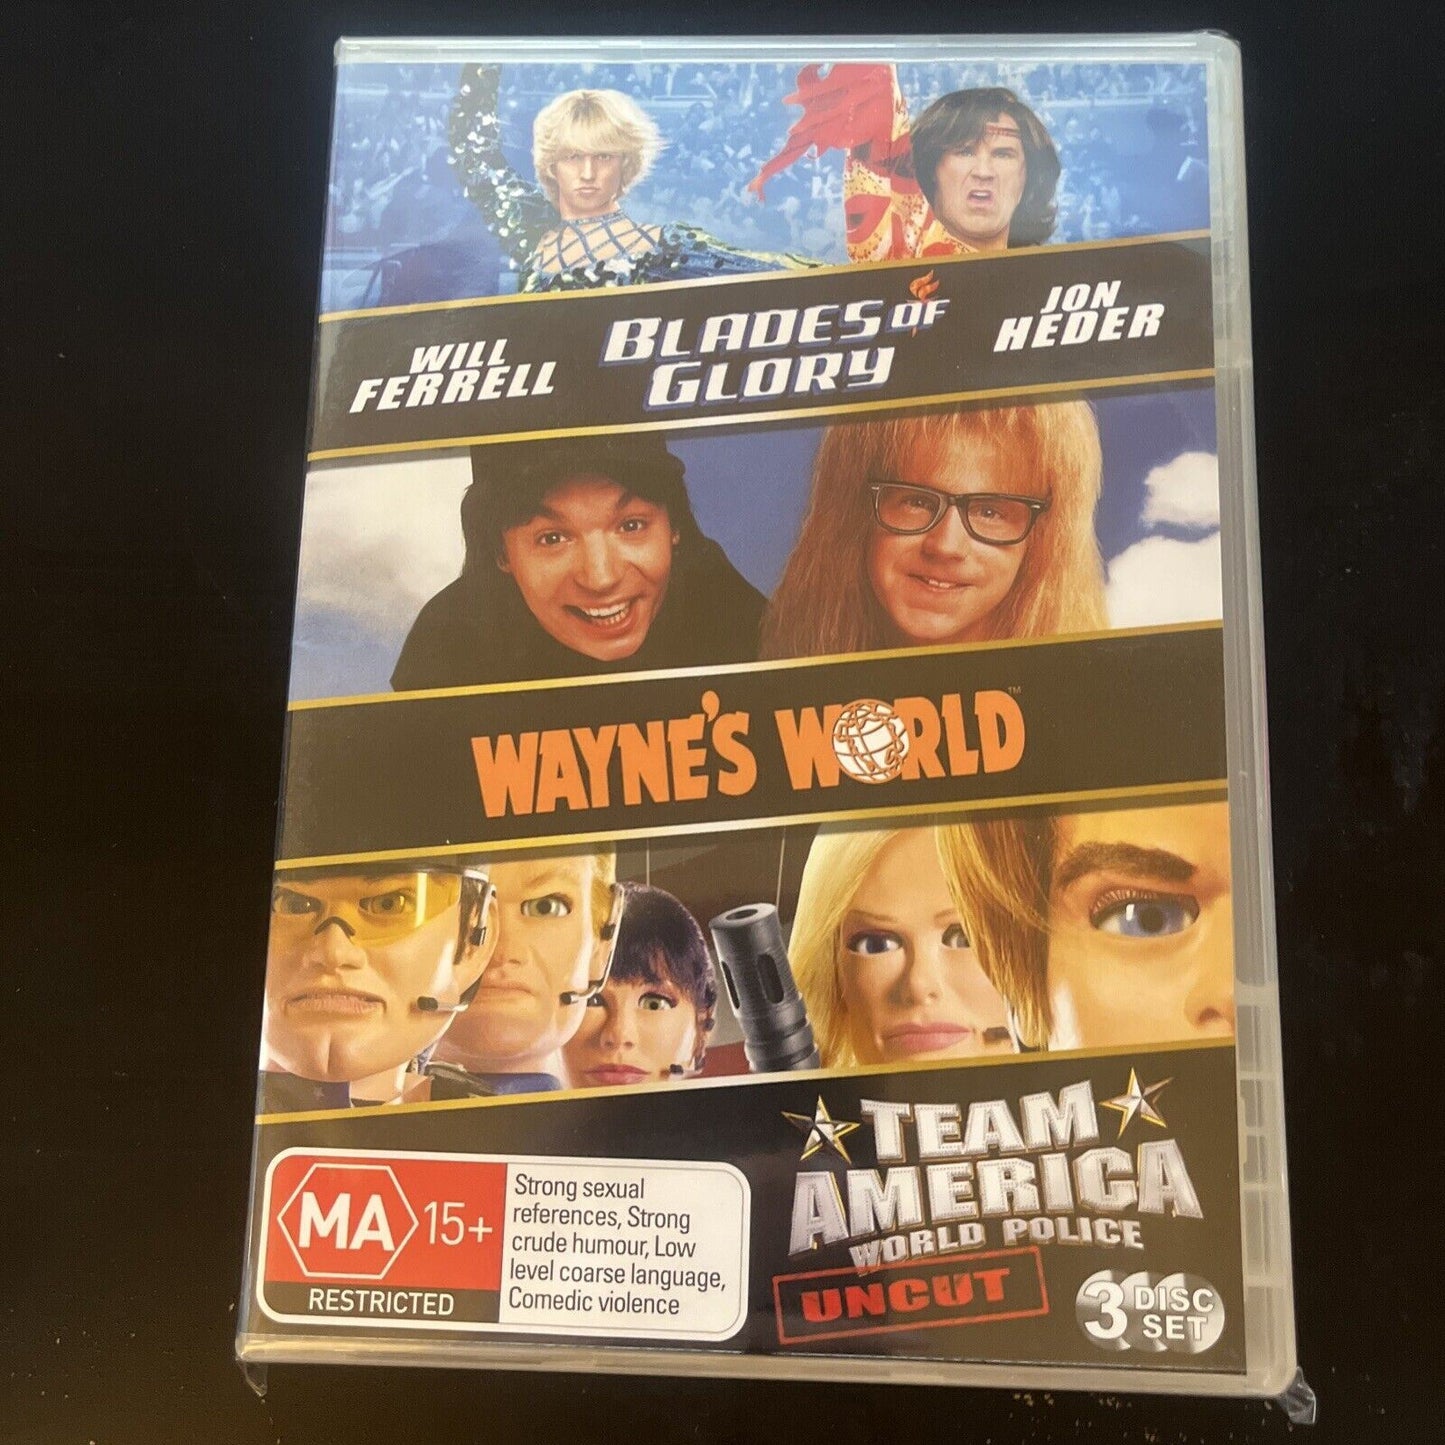 WILL
FERRELL
BLADES OF
GLORY
JON
HEDER
WAYNE'S WORLD™
TEAM
AMERICA
WORLD POLICE
UNCUT
MA 15+
RESTRICTED
Strong sexual
references, Strong
crude humour, Low
level coarse language,
Comedic violence
3 DISC
SET